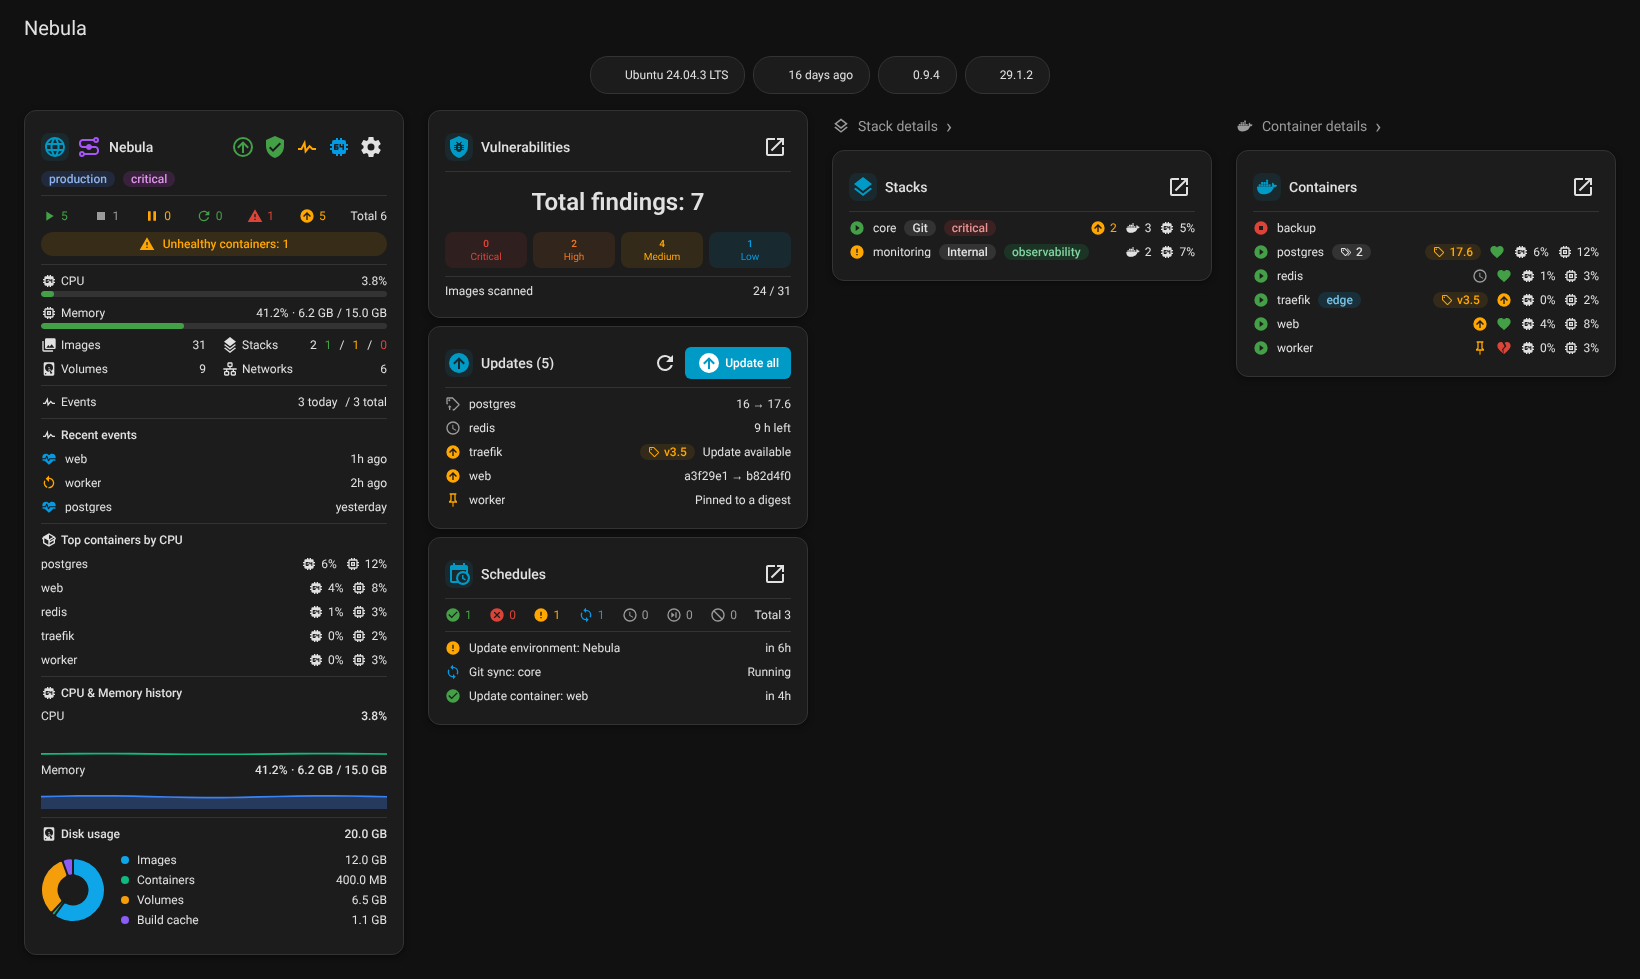 Nebula
Ubuntu 24.04.3 LTS
16 days ago
0.9.4
29.1.2
Nebula
production critical
5 1 0 0 1 5 Total 6
Unhealthy containers: 1
CPU 3.8%
Memory 41.2% · 6.2 GB / 15.0 GB
Images 31 Stacks 2 1 / 1 / 0
Volumes 9 Networks 6
Events 3 today / 3 total
Recent events
web 1h ago
worker 2h ago
postgres yesterday
Top containers by CPU
postgres 6% 12%
web 4% 8%
redis 1% 3%
traefik 0% 2%
worker 0% 3%
CPU & Memory history
CPU 3.8%
Memory 41.2% · 6.2 GB / 15.0 GB
Disk usage 20.0 GB
Images 12.0 GB
Containers 400.0 MB
Volumes 6.5 GB
Build cache 1.1 GB
Vulnerabilities
Total findings: 7
0 Critical
2 High
4 Medium
1 Low
Images scanned 24 / 31
Updates (5) Update all
postgres 16 → 17.6
redis 9 h left
traefik v3.5 Update available
web a3f29e1 → b82d4f0
worker Pinned to a digest
Schedules
1 0 1 1 0 0 0 Total 3
Update environment: Nebula in 6h
Git sync: core Running
Update container: web in 4h
Stack details ›
Stacks
core Git critical 2 3 5%
monitoring Internal observability 2 7%
Container details ›
Containers
backup
postgres 2 17.6 6% 12%
redis 1% 3%
traefik edge v3.5 0% 2%
web 4% 8%
worker 0% 3%